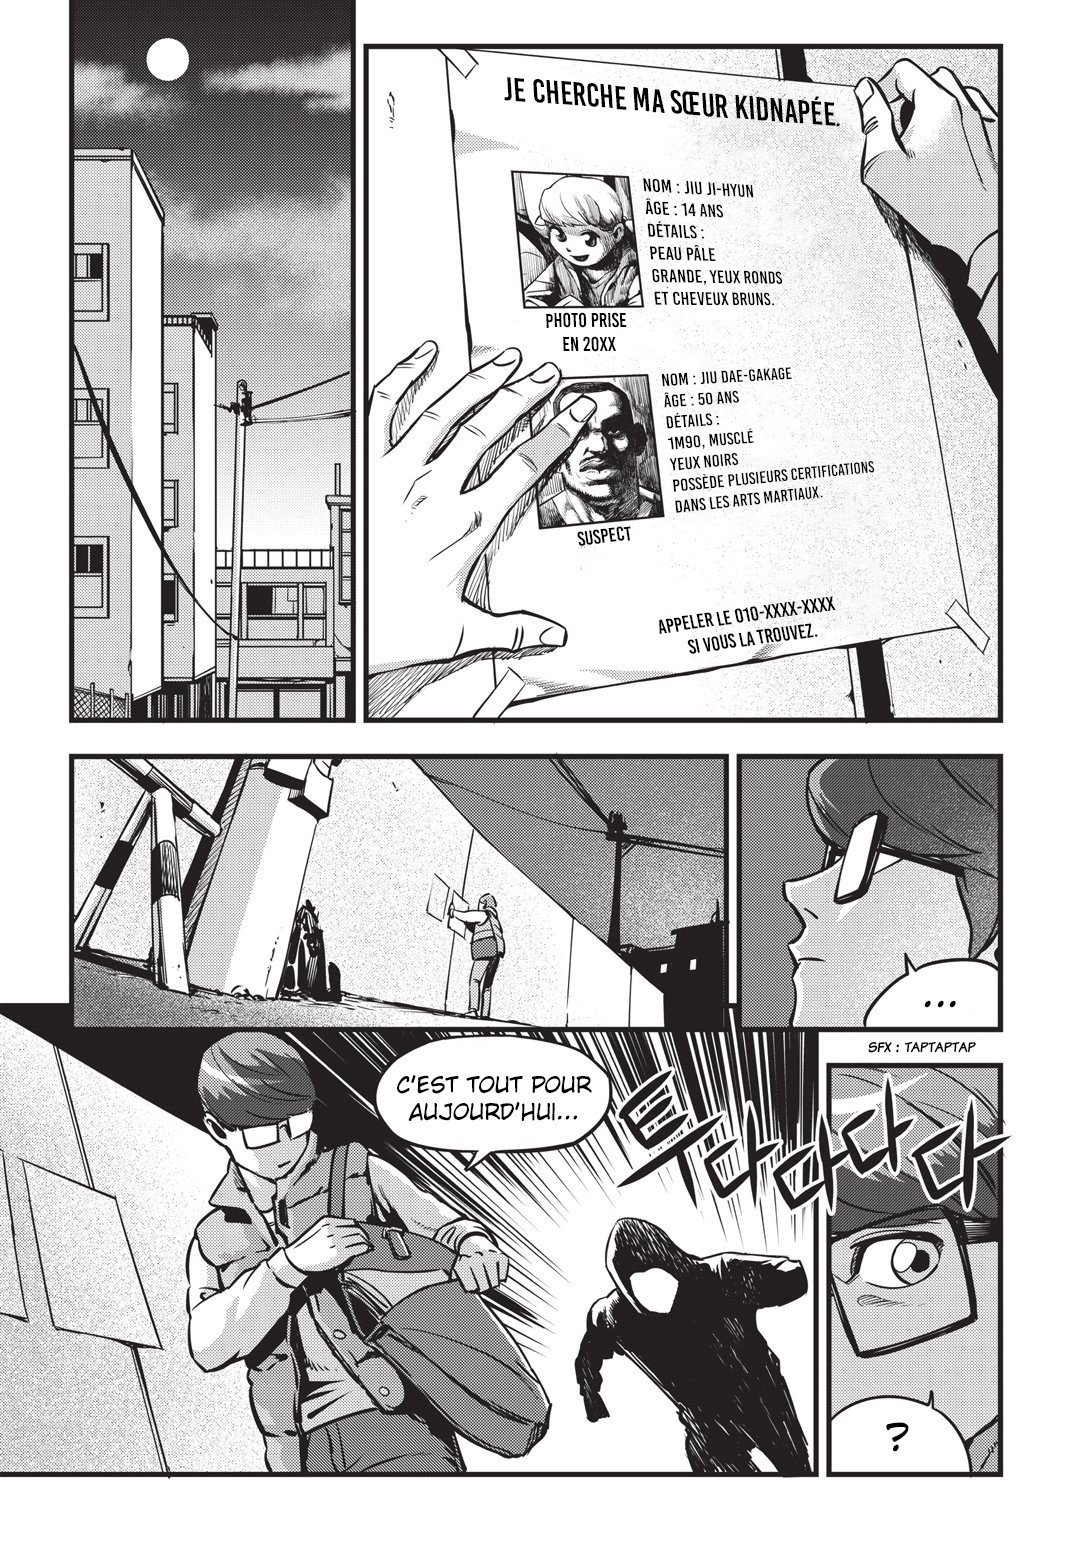 JE CHERCHE MA SŒUR KIDNAPÉE.
NOM : JIU JI-HYUN
ÂGE : 14 ANS
DÉTAILS :
PEAU PÂLE
GRANDE, YEUX RONDS
ET CHEVEUX BRUNS.
PHOTO PRISE
EN 20XX
NOM : JIU DAE-GAKAGE
ÂGE : 50 ANS
DÉTAILS :
1M90, MUSCLÉ
YEUX NOIRS
POSSÈDE PLUSIEURS CERTIFICATIONS
DANS LES ARTS MARTIAUX.
SUSPECT
APPELER LE 010-XXXX-XXXX
SI VOUS LA TROUVEZ.
...
SFX : TAPTAPTAP
C'EST TOUT POUR
AUJOURD'HUI...
투다다다다
?